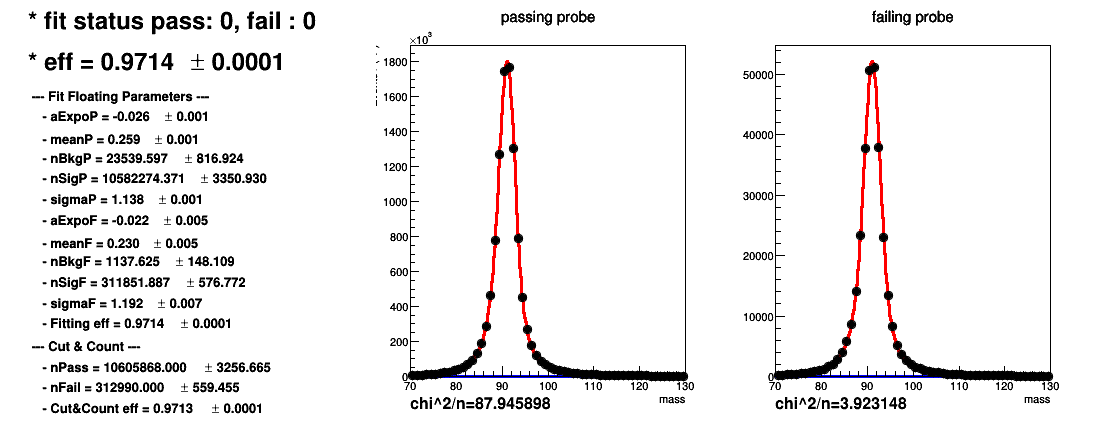 * fit status pass: 0, fail : 0
* eff = 0.9714 ± 0.0001
--- Fit Floating Parameters ---
- aExpoP = -0.026 ± 0.001
- meanP = 0.259 ± 0.001
- nBkgP = 23539.597 ± 816.924
- nSigP = 10582274.371 ± 3350.930
- sigmaP = 1.138 ± 0.001
- aExpoF = -0.022 ± 0.005
- meanF = 0.230 ± 0.005
- nBkgF = 1137.625 ± 148.109
- nSigF = 311851.887 ± 576.772
- sigmaF = 1.192 ± 0.007
- Fitting eff = 0.9714 ± 0.0001
--- Cut & Count ---
- nPass = 10605868.000 ± 3256.665
- nFail = 312990.000 ± 559.455
- Cut&Count eff = 0.9713 ± 0.0001
passing probe
×10³
1800
1600
1400
1200
1000
800
600
400
200
0
70 80 90 100 110 120 130
mass
chi^2/n=87.945898
failing probe
50000
40000
30000
20000
10000
0
70 80 90 100 110 120 130
mass
chi^2/n=3.923148